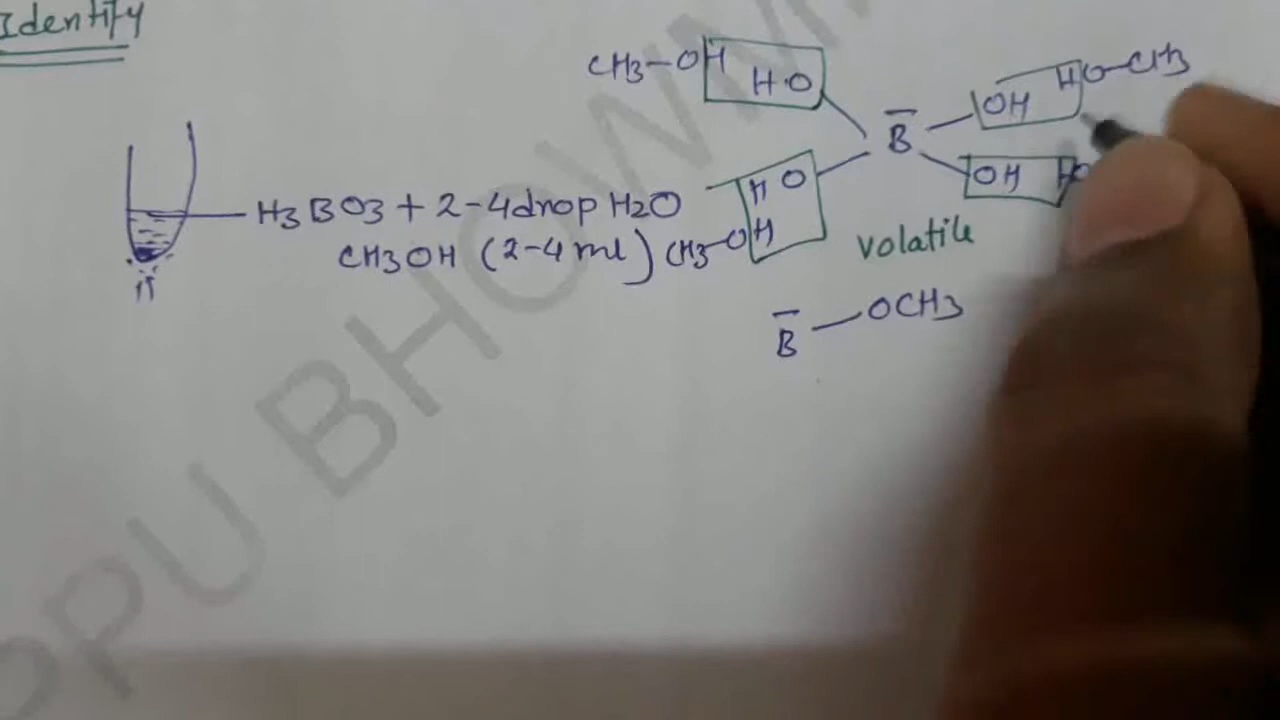 Identify
CH3-OH H·O
B̅
OH HO-CH3
H O
OH HO
H3BO3 + 2-4 drop H2O
CH3OH (2-4 ml)
CH3-OH
volatile
B̅ - OCH3